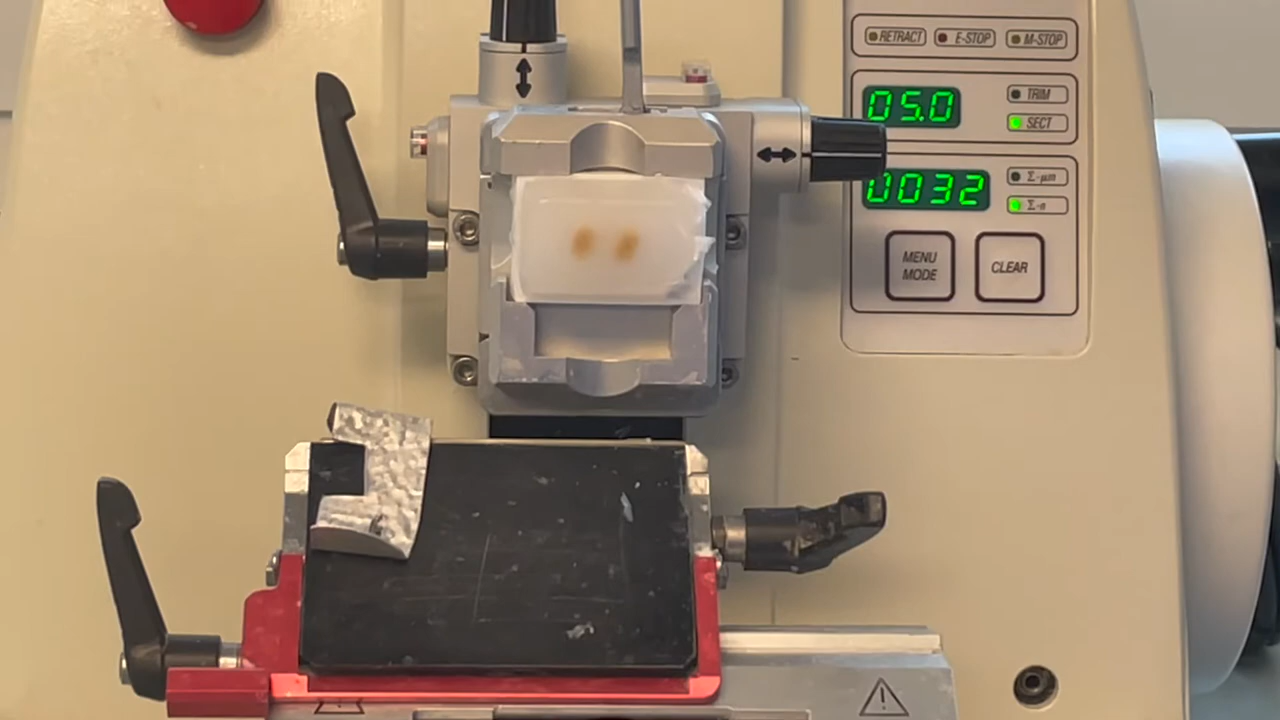 RETRACT E-STOP M-STOP
05.0 TRIM
SECT
0032 Σ-µm
Σ-n
MENU MODE CLEAR